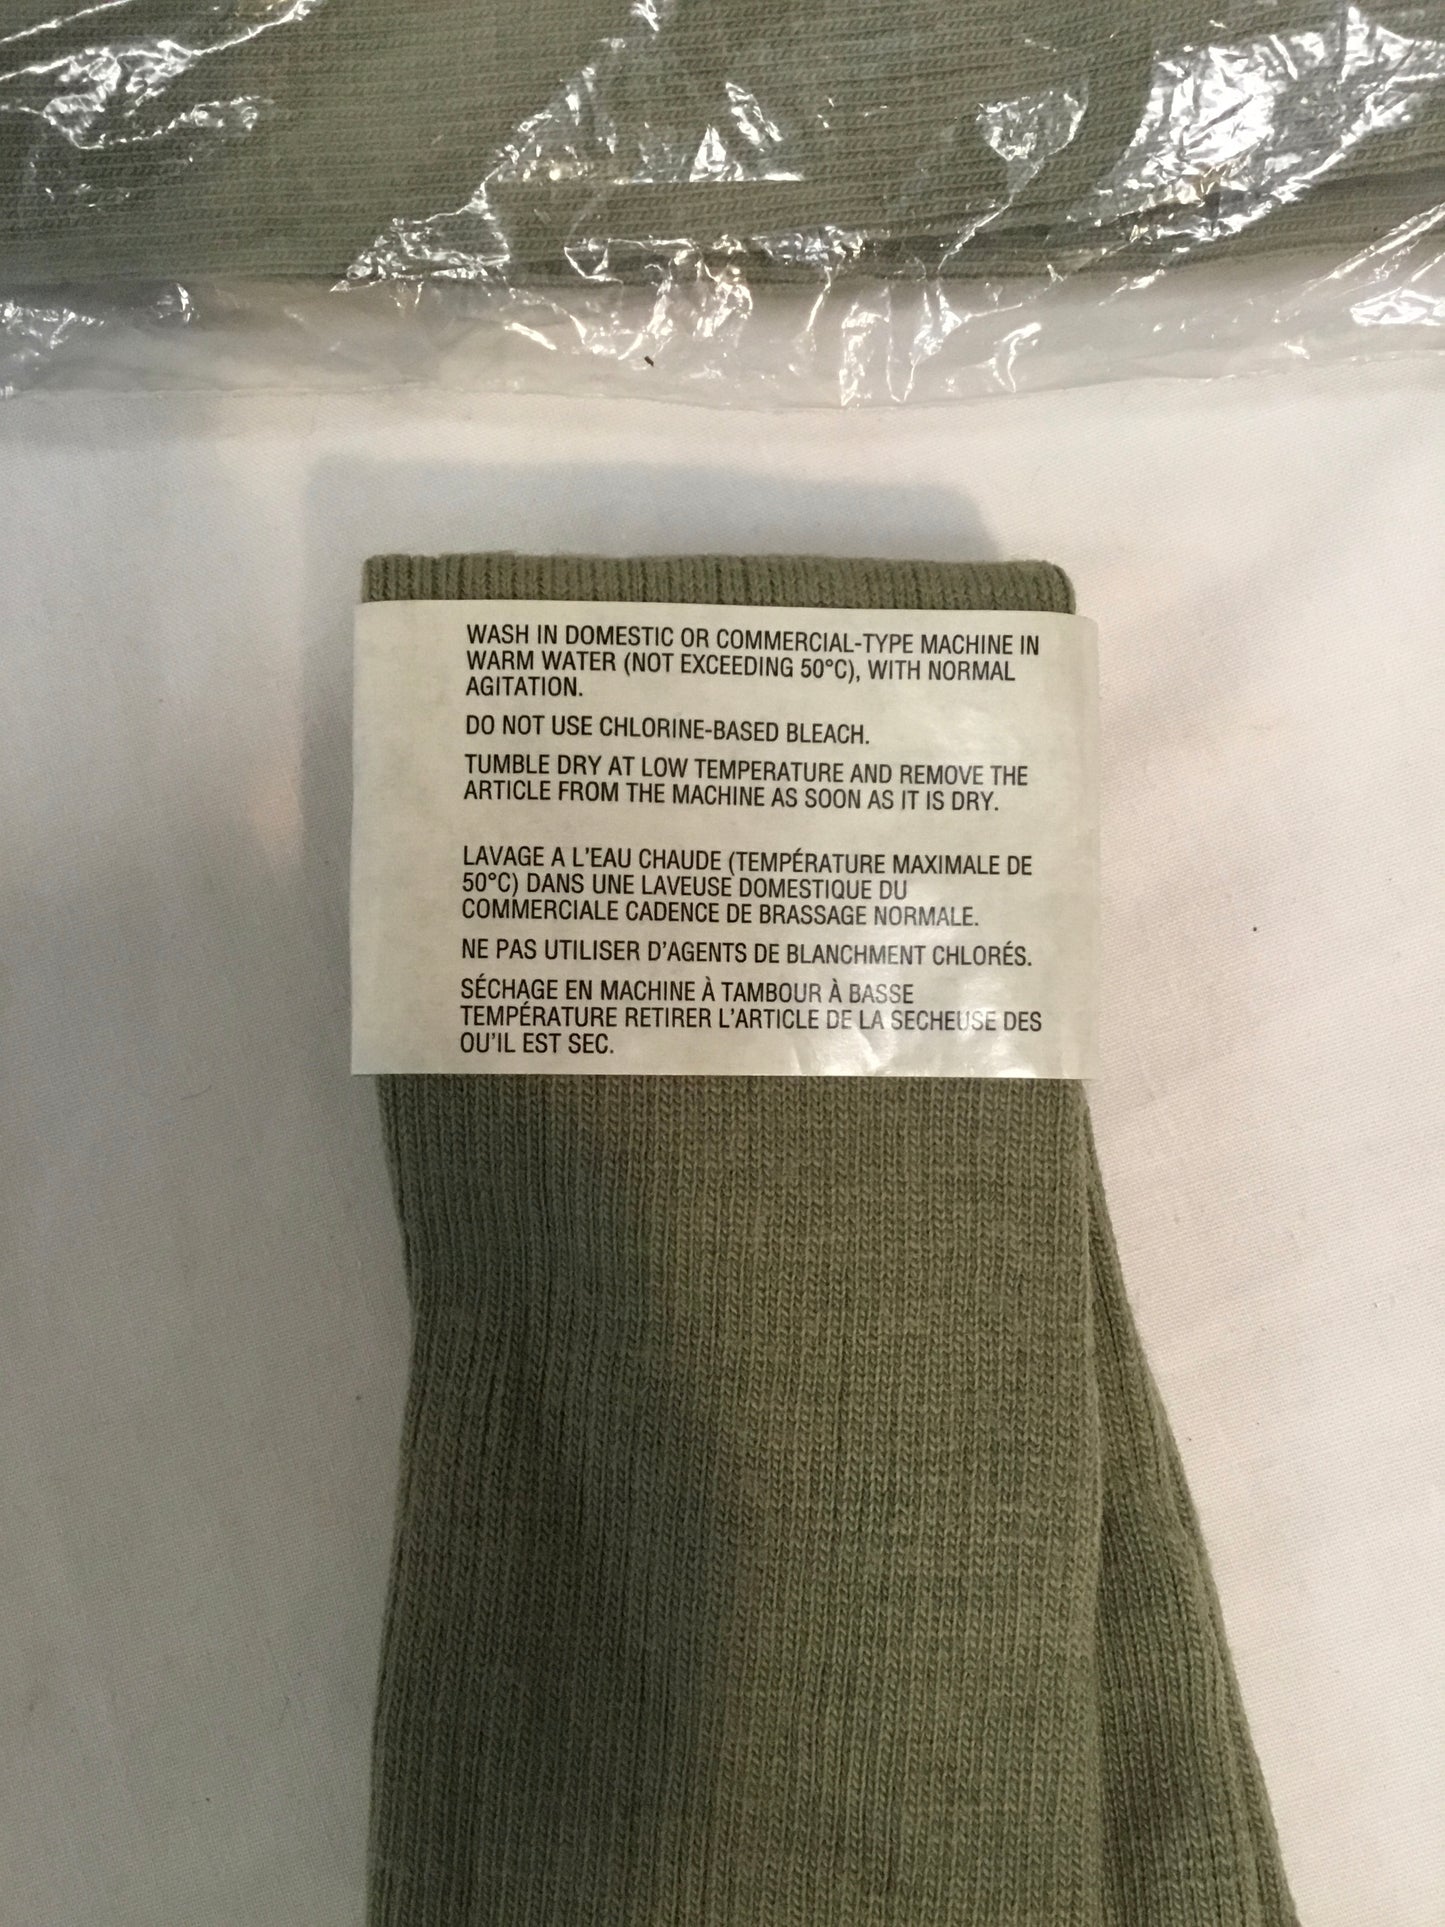 WASH IN DOMESTIC OR COMMERCIAL-TYPE MACHINE IN
WARM WATER (NOT EXCEEDING 50°C), WITH NORMAL
AGITATION.
DO NOT USE CHLORINE-BASED BLEACH.
TUMBLE DRY AT LOW TEMPERATURE AND REMOVE THE
ARTICLE FROM THE MACHINE AS SOON AS IT IS DRY.
LAVAGE A L'EAU CHAUDE (TEMPÉRATURE MAXIMALE DE
50°C) DANS UNE LAVEUSE DOMESTIQUE DU
COMMERCIALE CADENCE DE BRASSAGE NORMALE.
NE PAS UTILISER D'AGENTS DE BLANCHMENT CHLORÉS.
SÉCHAGE EN MACHINE À TAMBOUR À BASSE
TEMPÉRATURE RETIRER L'ARTICLE DE LA SECHEUSE DES
OU'IL EST SEC.